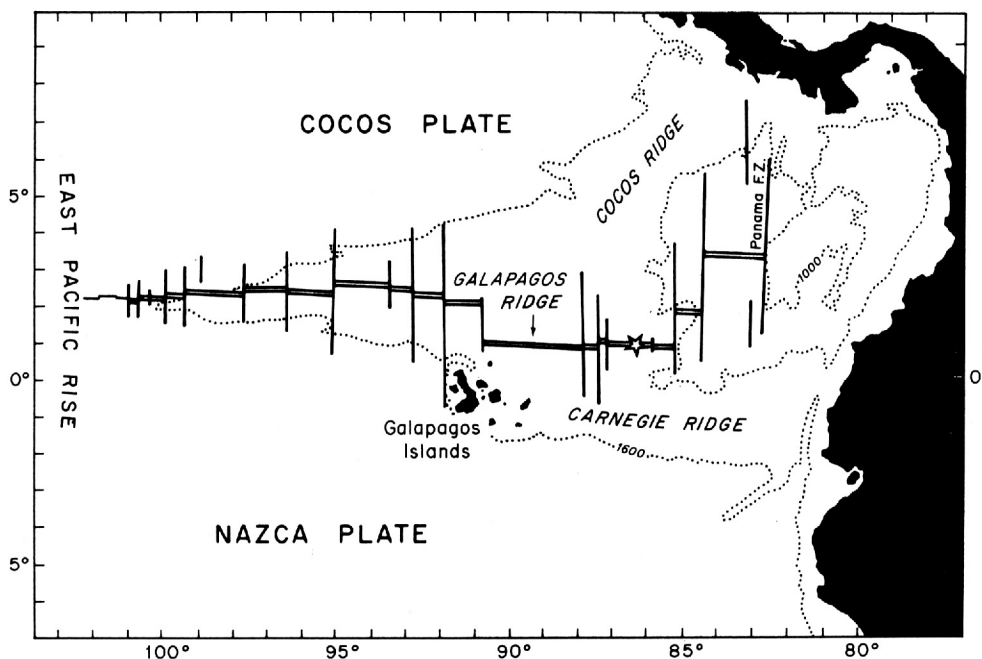 COCOS PLATE
COCOS RIDGE
Panama F.Z.
5°
EAST PACIFIC RISE
GALAPAGOS
RIDGE
1000
0°
0
Galapagos
Islands
CARNEGIE RIDGE
1600
NAZCA PLATE
5°
100°
95°
90°
85°
80°